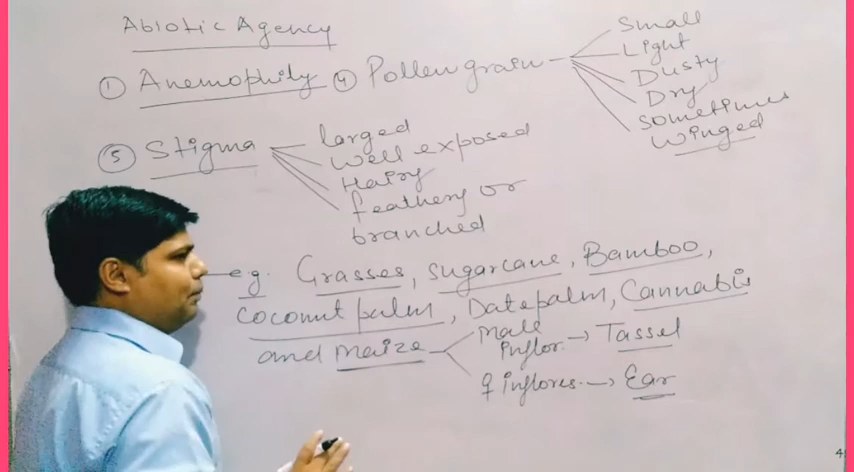 Abiotic Agency
① Anemophily ④ Pollen grain
Small
Light
Dusty
Dry
Sometimes
Winged
⑤ Stigma
larged
Well exposed
Hairy
feathery or
branched
e.g. Grasses, Sugarcane, Bamboo,
Coconut palm, Datepalm, Cannabis
and Maize
male
Inflor. → Tassel
♀ inflores. → Ear
4